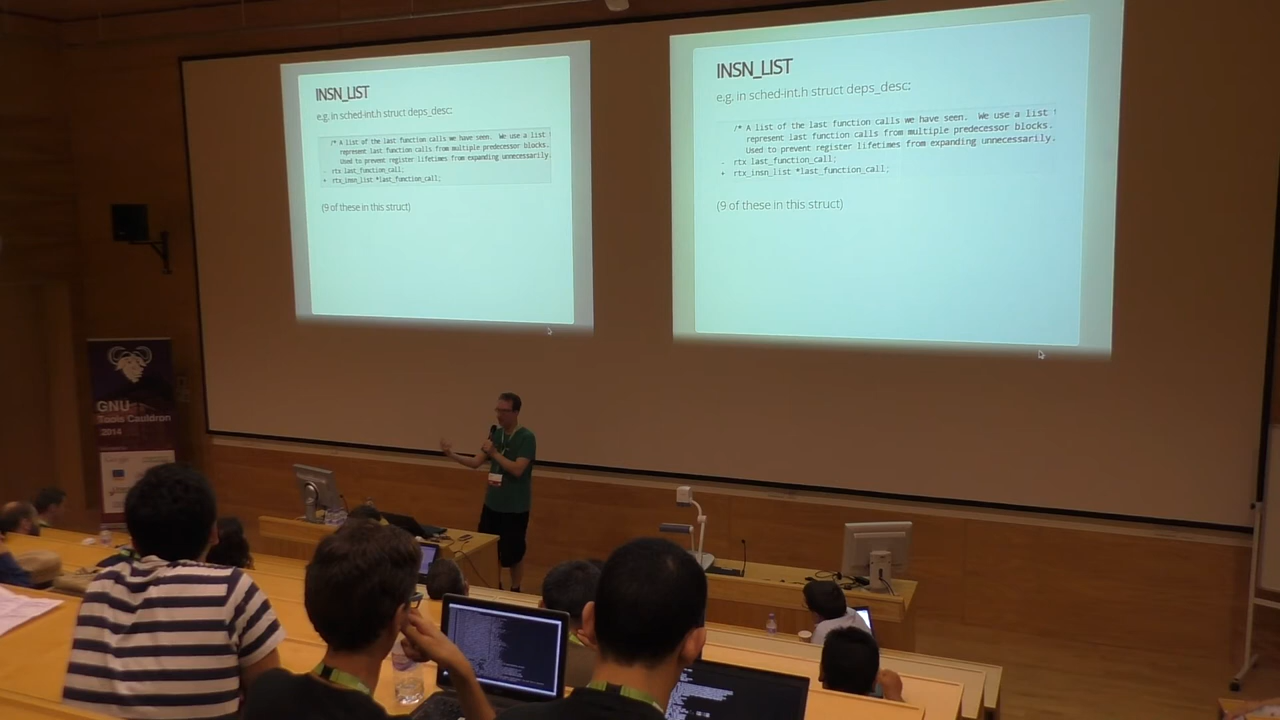 INSN_LIST
e.g. in sched-int.h struct deps_desc:
/* A list of the last function calls we have seen. We use a list
represent last function calls from multiple predecessor blocks.
Used to prevent register lifetimes from expanding unnecessarily.
- rtx last_function_call;
+ rtx_insn_list *last_function_call;
(9 of these in this struct)
INSN_LIST
e.g. in sched-int.h struct deps_desc:
/* A list of the last function calls we have seen. We use a list
represent last function calls from multiple predecessor blocks.
Used to prevent register lifetimes from expanding unnecessarily.
- rtx last_function_call;
+ rtx_insn_list *last_function_call;
(9 of these in this struct)
GNU
Tools Cauldron
2014